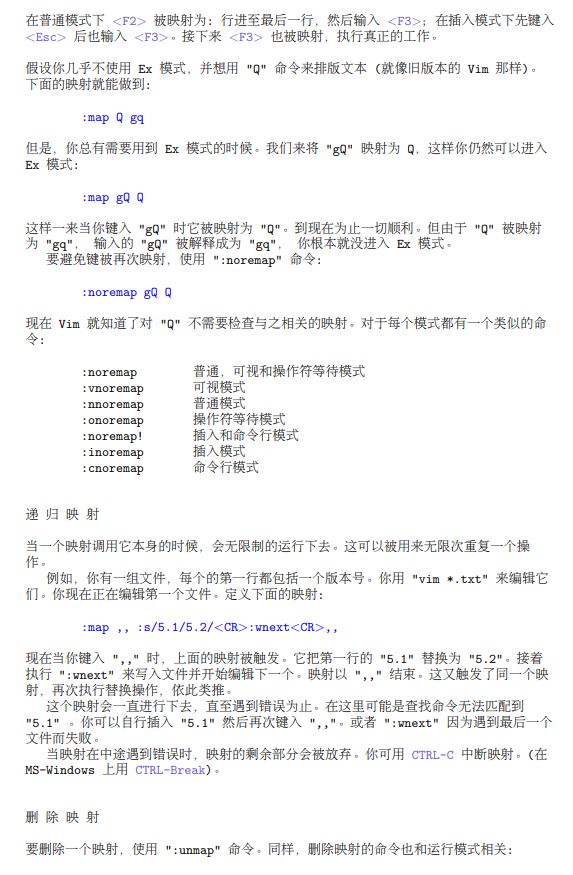 在普通模式下 <F2> 被映射为: 行进至最后一行, 然后输入 <F3>; 在插入模式下先键入
<Esc> 后也输入 <F3>。接下来 <F3> 也被映射, 执行真正的工作。
假设你几乎不使用 Ex 模式, 并想用 "Q" 命令来排版文本 (就像旧版本的 Vim 那样)。
下面的映射就能做到:
:map Q gq
但是, 你总有需要用到 Ex 模式的时候。我们来将 "gQ" 映射为 Q, 这样你仍然可以进入
Ex 模式:
:map gQ Q
这样一来当你键入 "gQ" 时它被映射为 "Q"。到现在为止一切顺利。但由于 "Q" 被映射
为 "gq", 输入的 "gQ" 被解释成为 "gq", 你根本就没进入 Ex 模式。
要避免键被再次映射, 使用 ":noremap" 命令:
:noremap gQ Q
现在 Vim 就知道了对 "Q" 不需要检查与之相关的映射。对于每个模式都有一个类似的命
令:
:noremap 普通, 可视和操作符等待模式
:vnoremap 可视模式
:nnoremap 普通模式
:onoremap 操作符等待模式
:noremap! 插入和命令行模式
:inoremap 插入模式
:cnoremap 命令行模式
递 归 映 射
当一个映射调用它本身的时候, 会无限制的运行下去。这可以被用来无限次重复一个操
作。
例如, 你有一组文件, 每个的第一行都包括一个版本号。你用 "vim *.txt" 来编辑它
们。你现在正在编辑第一个文件。定义下面的映射:
:map ,, :s/5.1/5.2/<CR>:wnext<CR>,,
现在当你键入 ",," 时, 上面的映射被触发。它把第一行的 "5.1" 替换为 "5.2"。接着
执行 ":wnext" 来写入文件并开始编辑下一个。映射以 ",," 结束。这又触发了同一个映
射, 再次执行替换操作, 依此类推。
这个映射会一直进行下去, 直至遇到错误为止。在这里可能是查找命令无法匹配到
"5.1" 。你可以自行插入 "5.1" 然后再次键入 ",,"。或者 ":wnext" 因为遇到最后一个
文件而失败。
当映射在中途遇到错误时, 映射的剩余部分会被放弃。你可用 CTRL-C 中断映射。(在
MS-Windows 上用 CTRL-Break)。
删 除 映 射
要删除一个映射, 使用 ":unmap" 命令。同样, 删除映射的命令也和运行模式相关: